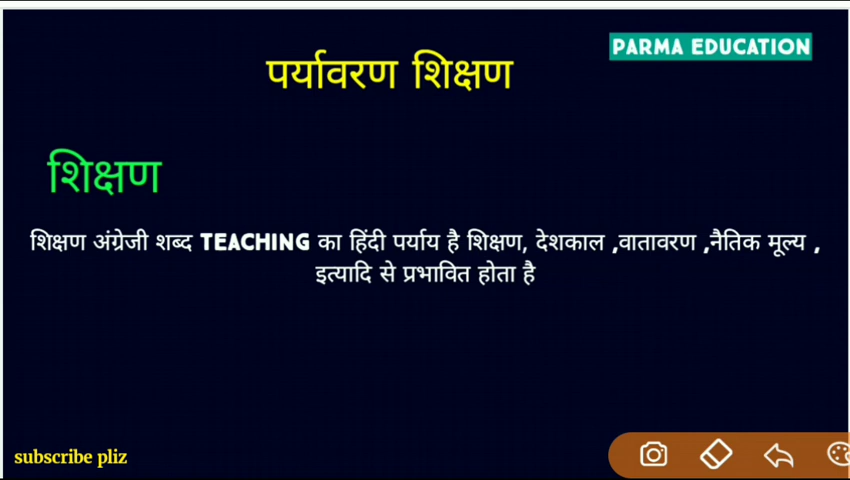 PARMA EDUCATION
पर्यावरण शिक्षण
शिक्षण
शिक्षण अंग्रेजी शब्द TEACHING का हिंदी पर्याय है शिक्षण, देशकाल ,वातावरण ,नैतिक मूल्य ,
इत्यादि से प्रभावित होता है
subscribe pliz